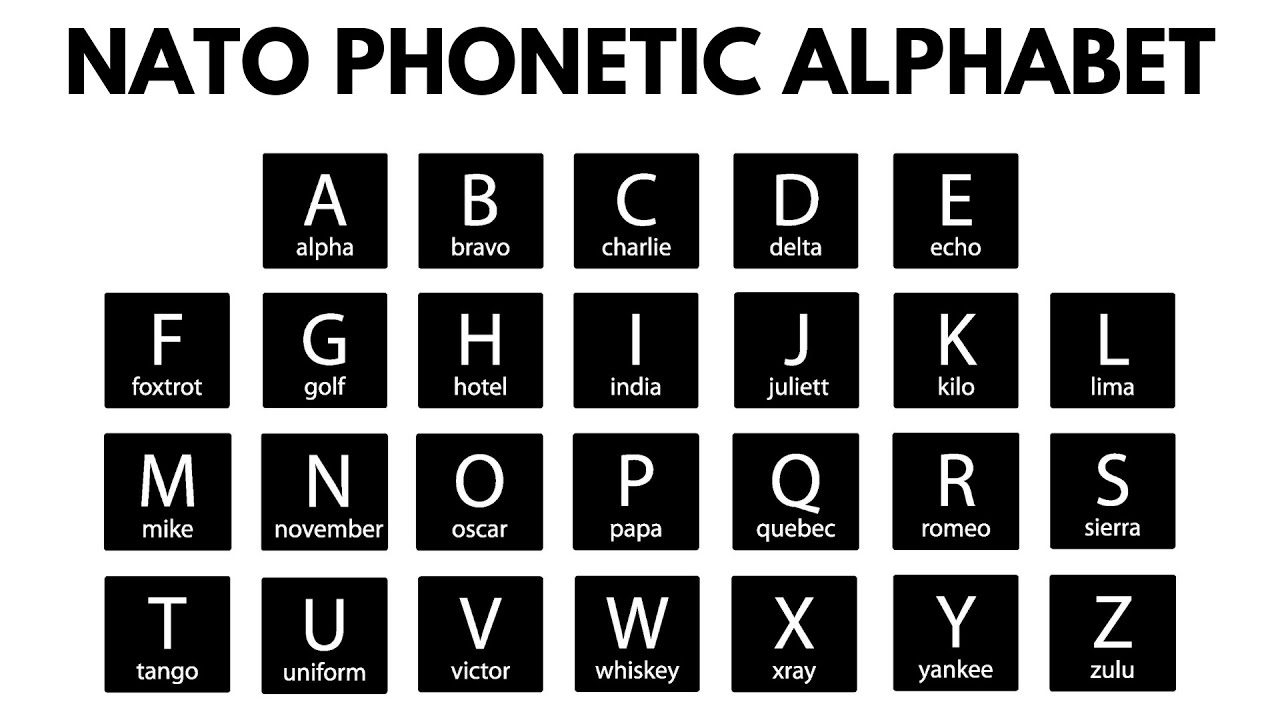 NATO PHONETIC ALPHABET
A B C D E
alpha bravo charlie delta echo
F G H I J K L
foxtrot golf hotel india juliett kilo lima
M N O P Q R S
mike november oscar papa quebec romeo sierra
T U V W X Y Z
tango uniform victor whiskey xray yankee zulu